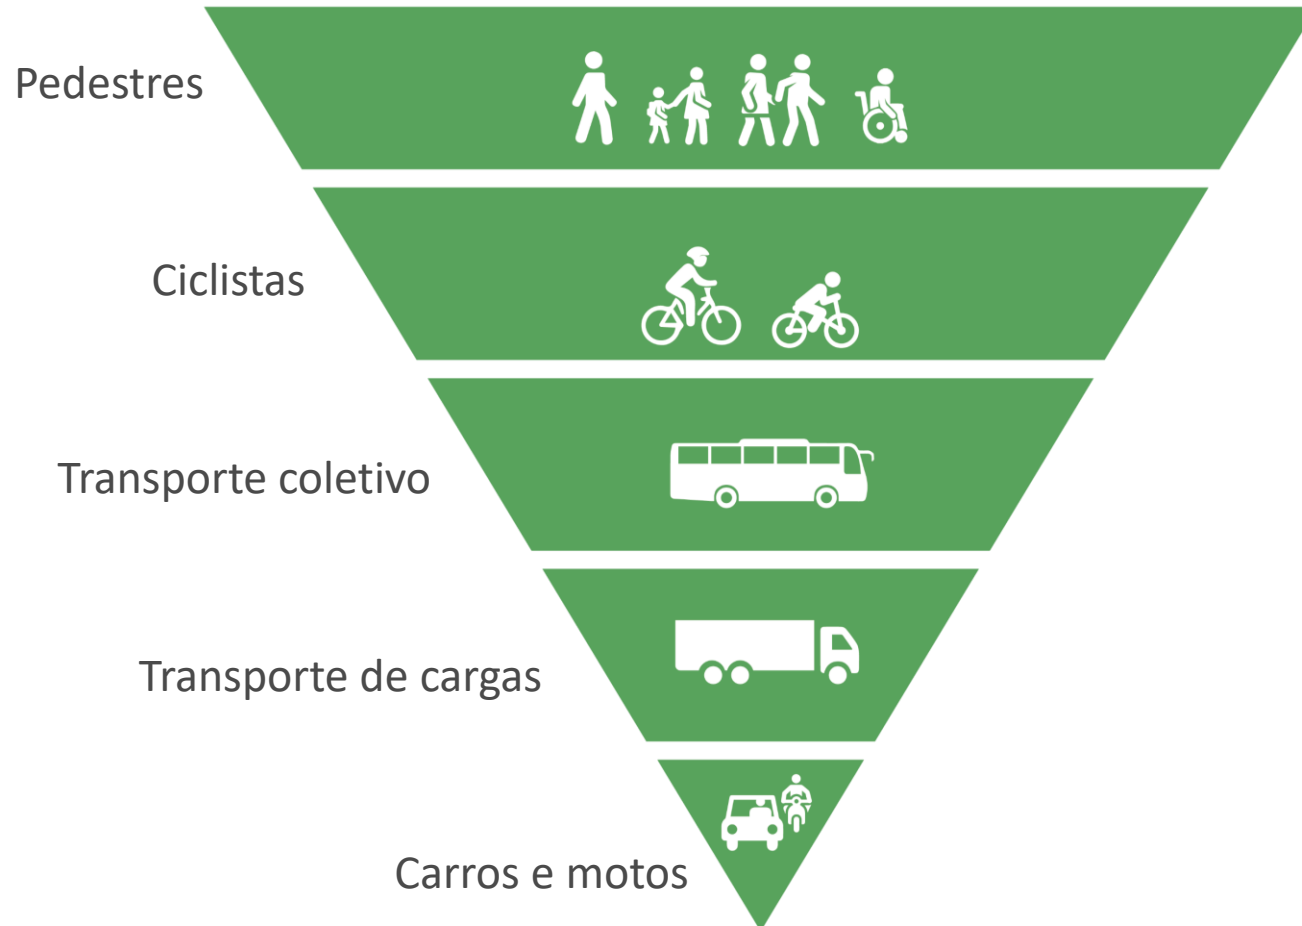 Pedestres
Ciclistas
Transporte coletivo
Transporte de cargas
Carros e motos